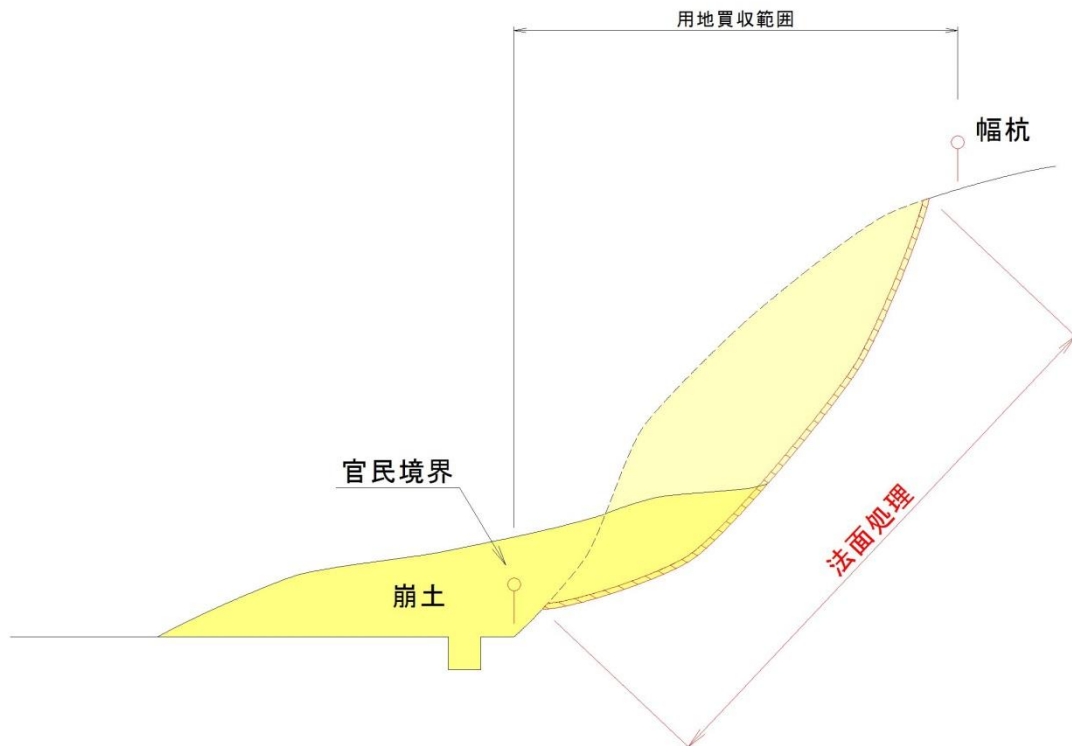 用地買収範囲
幅杭
官民境界
法面処理
崩土